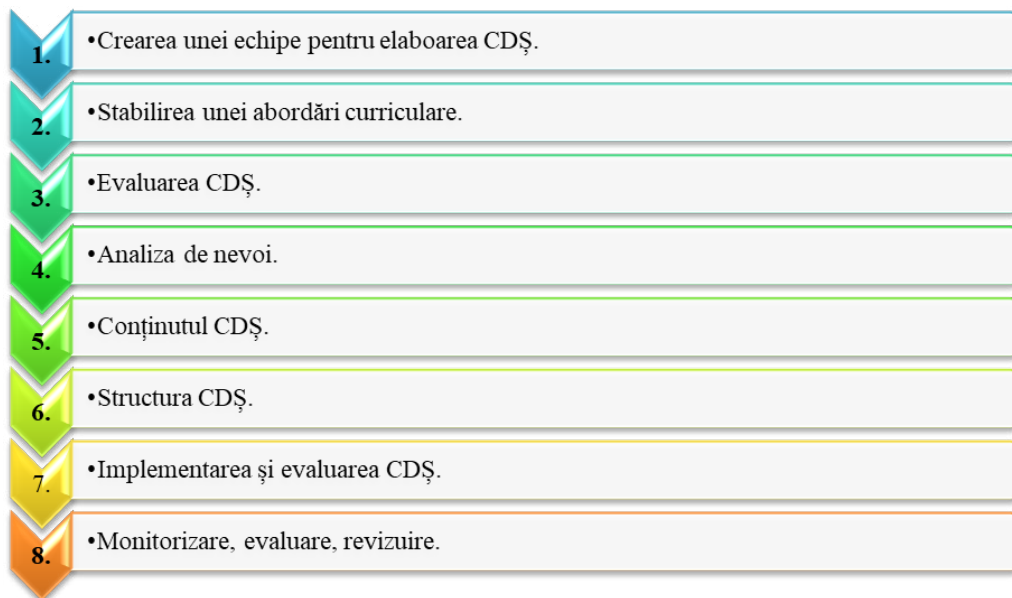 1. •Crearea unei echipe pentru elaboarea CDȘ.
2. •Stabilirea unei abordări curriculare.
3. •Evaluarea CDȘ.
4. •Analiza de nevoi.
5. •Conținutul CDȘ.
6. •Structura CDȘ.
7. •Implementarea și evaluarea CDȘ.
8. •Monitorizare, evaluare, revizuire.